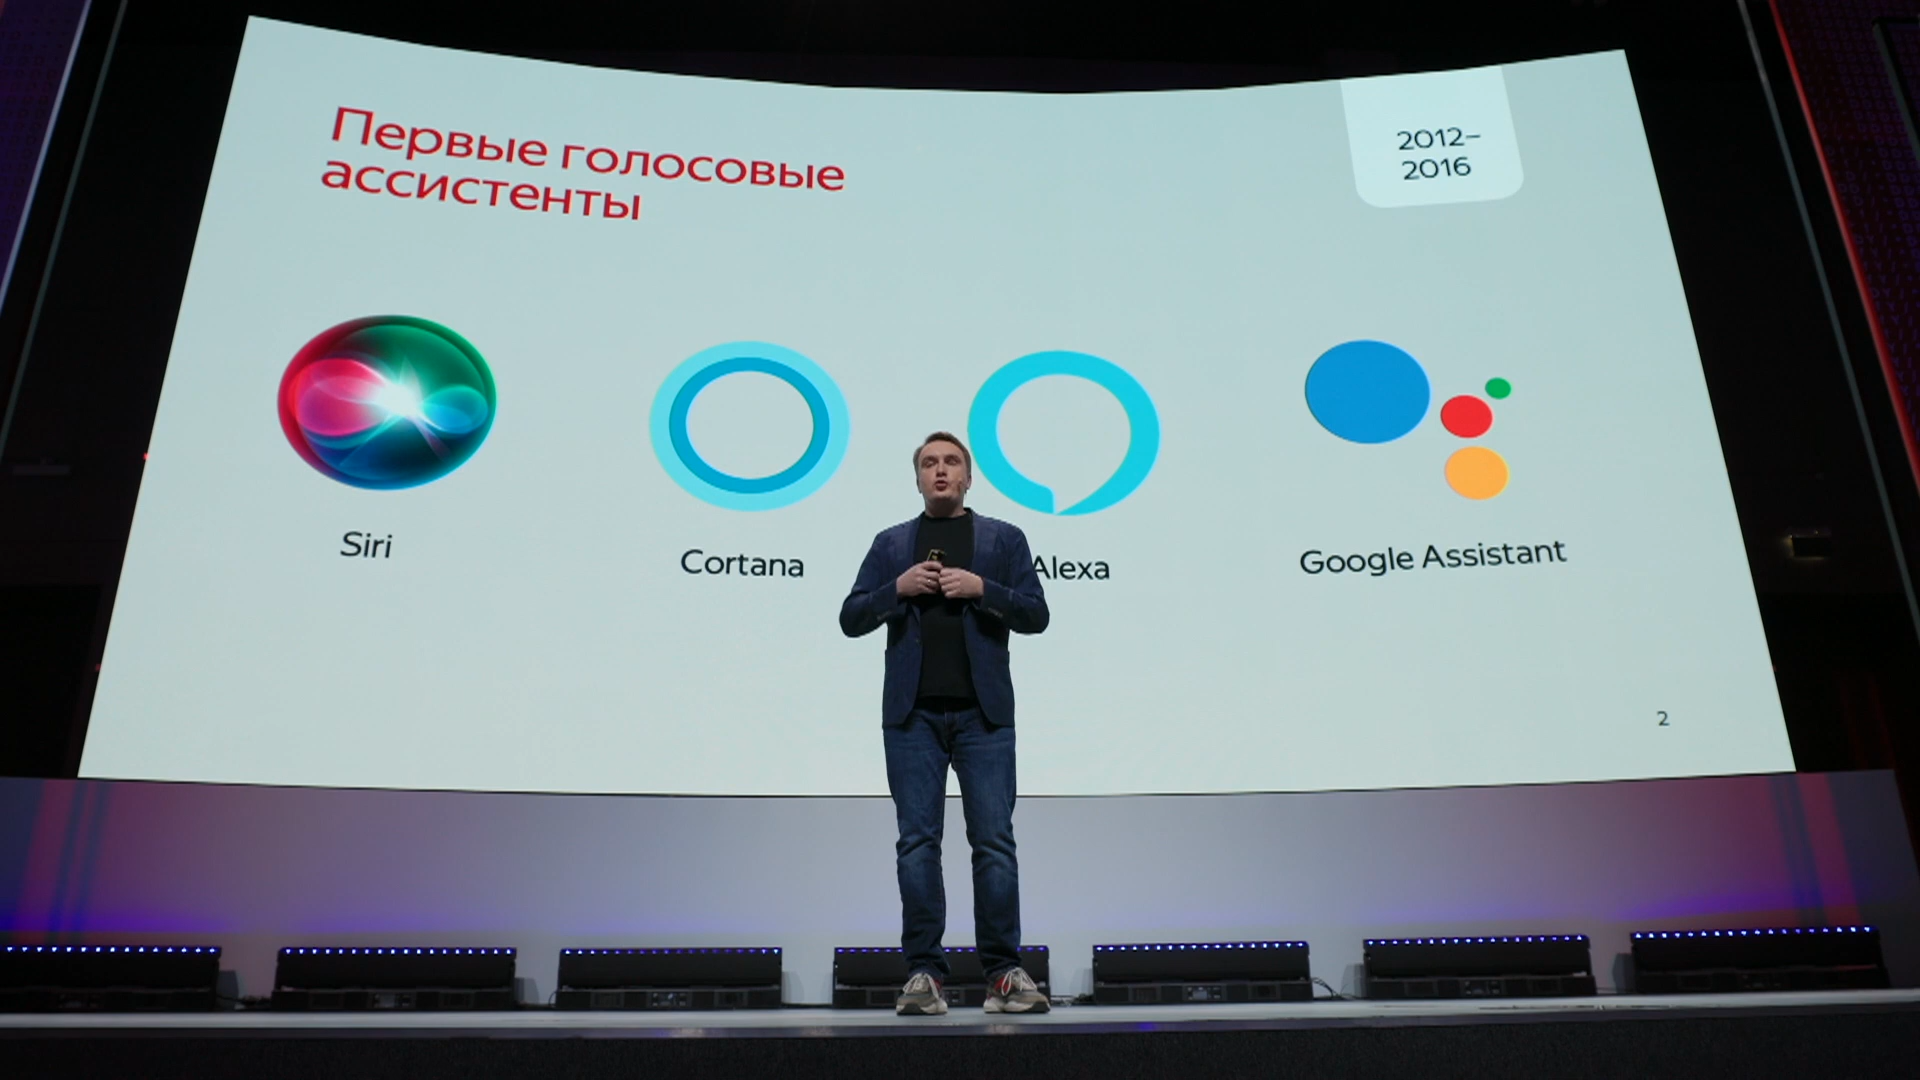 Первые голосовые
ассистенты
2012–
2016
Siri
Cortana
Alexa
Google Assistant
2